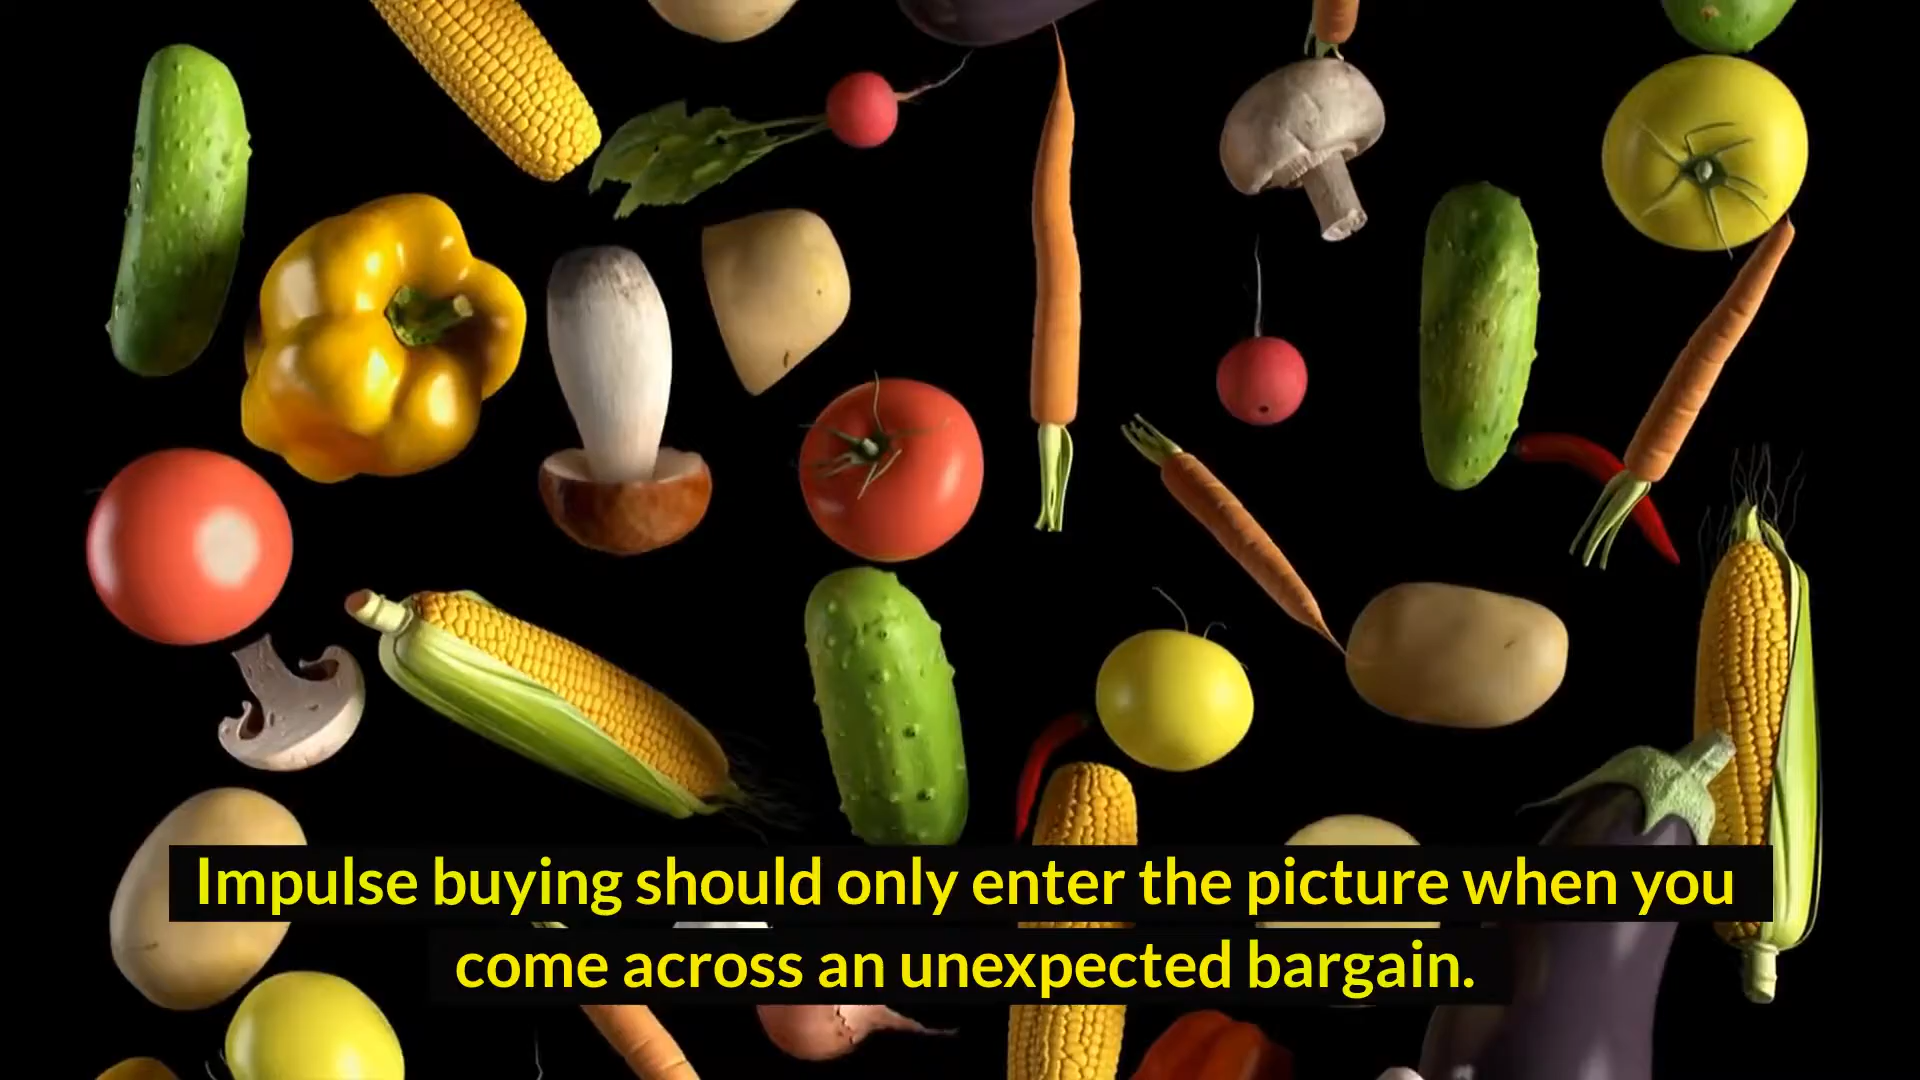 Impulse buying should only enter the picture when you
come across an unexpected bargain.